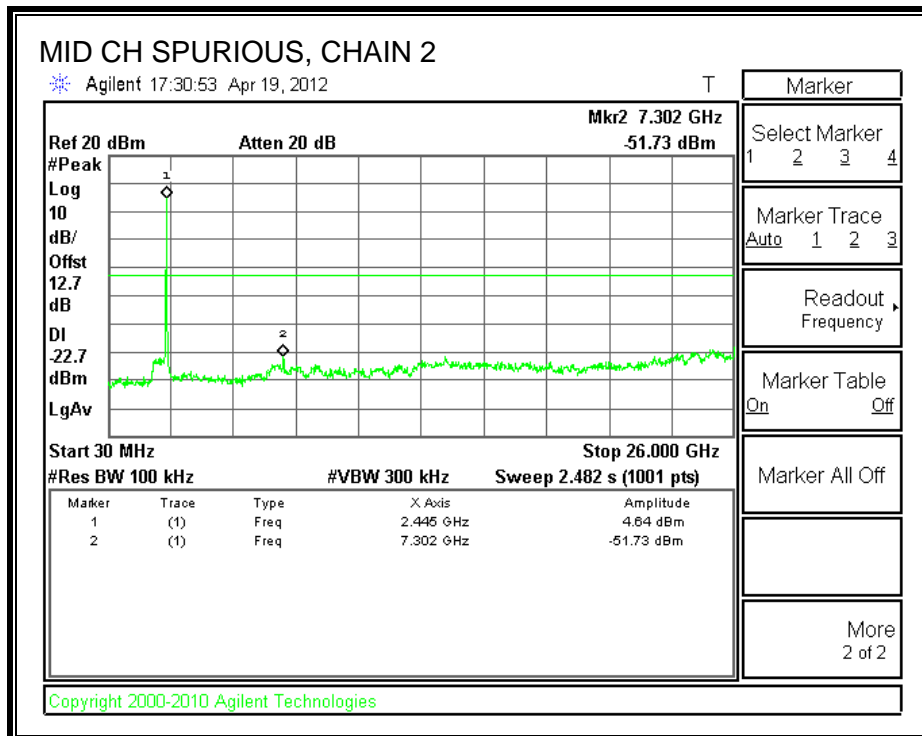 MID CH SPURIOUS, CHAIN 2
Agilent 17:30:53 Apr 19, 2012 T
Mkr2 7.302 GHz
Ref 20 dBm Atten 20 dB -51.73 dBm
#Peak
Log
10
dB/
Offst
12.7
dB
DI
-22.7
dBm
LgAv
1
2
Start 30 MHz Stop 26.000 GHz
#Res BW 100 kHz #VBW 300 kHz Sweep 2.482 s (1001 pts)
Marker Trace Type X Axis Amplitude
1 (1) Freq 2.445 GHz 4.64 dBm
2 (1) Freq 7.302 GHz -51.73 dBm
Marker
Select Marker
1 2 3 4
Marker Trace
Auto 1 2 3
Readout
Frequency
Marker Table
On Off
Marker All Off
More
2 of 2
Copyright 2000-2010 Agilent Technologies